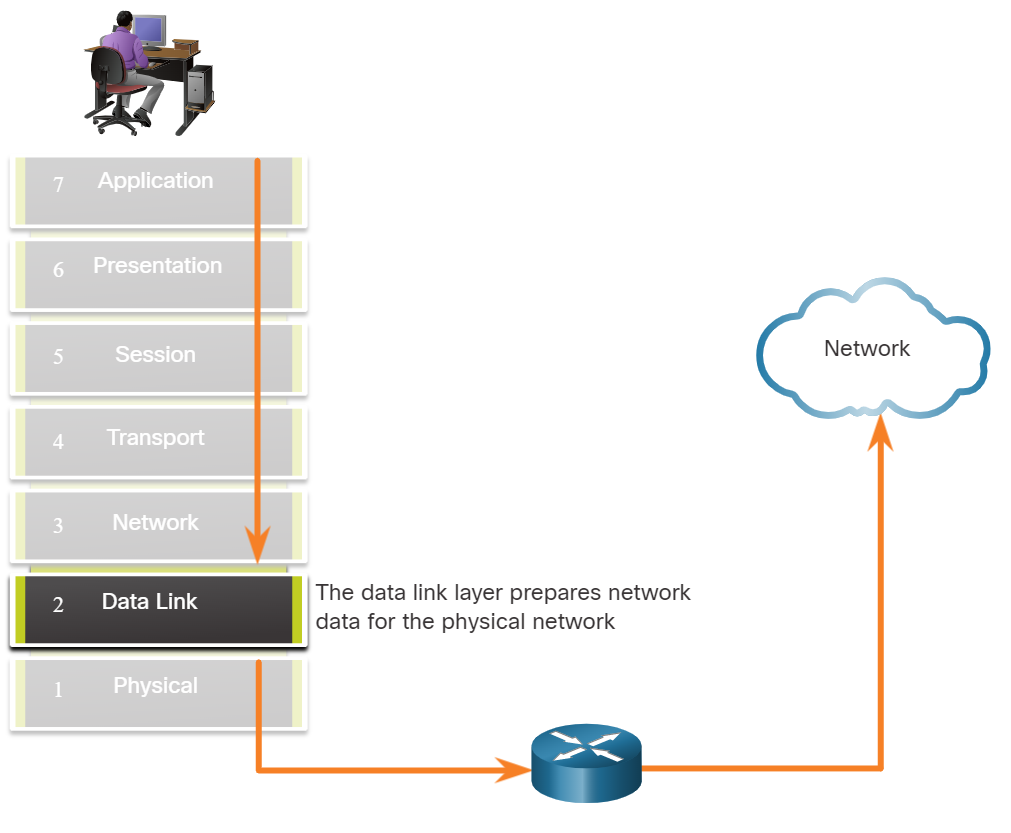 7 Application
6 Presentation
5 Session
4 Transport
3 Network
2 Data Link
The data link layer prepares network
data for the physical network
1 Physical
Network